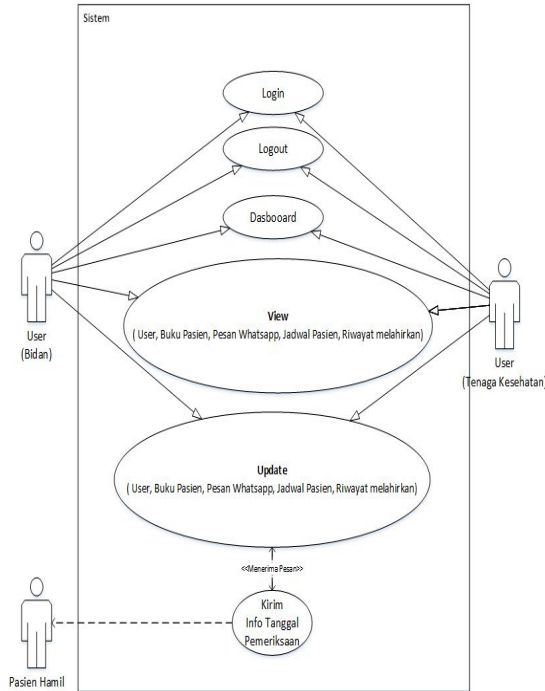 Sistem
Login
Logout
Dasbooard
View
( User, Buku Pasien, Pesan Whatsapp, Jadwal Pasien, Riwayat melahirkan)
User
(Bidan)
User
(Tenaga Kesehatan)
Update
( User, Buku Pasien, Pesan Whatsapp, Jadwal Pasien, Riwayat melahirkan)
<<Menerima Pesan>>
Kirim
Info Tanggal
Pemeriksaan
Pasien Hamil